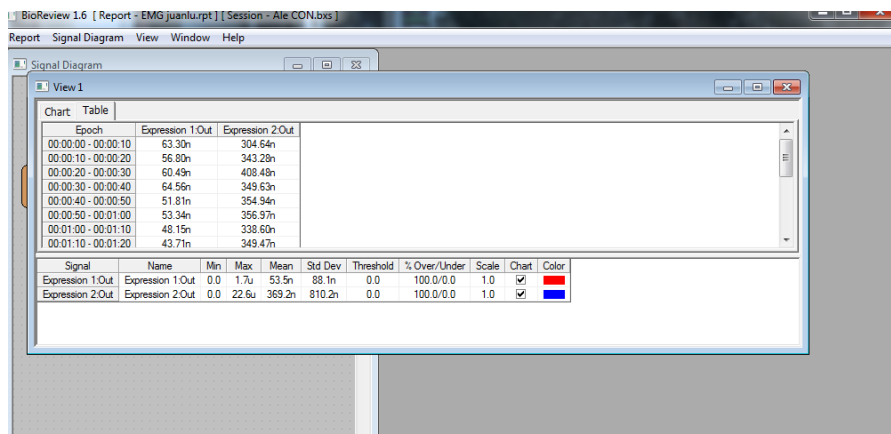 BioReview 1.6 [ Report - EMG juanlu.rpt ] [ Session - Ale CON.bxs ]
Report Signal Diagram View Window Help
Signal Diagram
View 1
Chart Table
Epoch Expression 1:Out Expression 2:Out
00:00:00 - 00:00:10 63.30n 304.64n
00:00:10 - 00:00:20 56.80n 343.28n
00:00:20 - 00:00:30 60.49n 408.48n
00:00:30 - 00:00:40 64.56n 349.63n
00:00:40 - 00:00:50 51.81n 354.94n
00:00:50 - 00:01:00 53.34n 356.97n
00:01:00 - 00:01:10 48.15n 338.60n
00:01:10 - 00:01:20 43.71n 349.47n
Signal Name Min Max Mean Std Dev Threshold % Over/Under Scale Chart Color
Expression 1:Out Expression 1:Out 0.0 1.7u 53.5n 88.1n 0.0 100.0/0.0 1.0
Expression 2:Out Expression 2:Out 0.0 22.6u 369.2n 810.2n 0.0 100.0/0.0 1.0